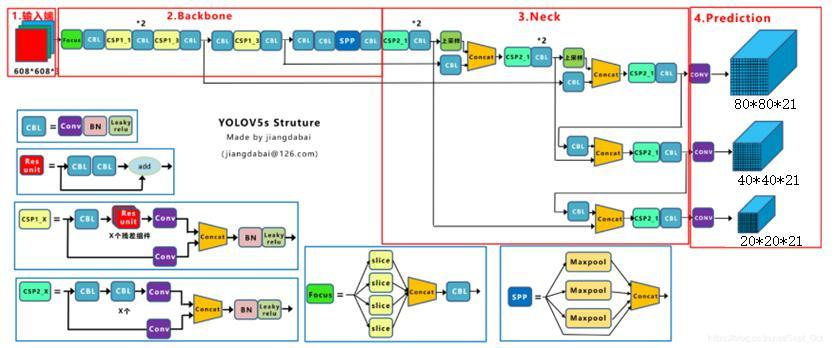 1.输入端
2.Backbone
3.Neck
4.Prediction
*2
*2
*2
Focus
CBL
CSP1_1
CBL
CSP1_3
CBL
CBL
CSP1_3
CBL
CBL
SPP
CBL
CSP2_1
CBL
上采样
CBL
Concat
CSP2_1
CBL
上采样
CBL
Concat
CSP2_1
CBL
CONV
608*608*3
80*80*21
YOLOV5s Struture
Made by jiangdabai
(jiangdabai@126.com)
CBL
=
Conv
BN
Leaky
relu
CBL
Concat
CSP2_1
CBL
CONV
40*40*21
Res
unit
=
CBL
CBL
add
CBL
Concat
CSP2_1
CBL
CONV
20*20*21
CSP1_X
=
CBL
Res
unit
Conv
X个残差组件
Concat
BN
Leaky
relu
Conv
CSP2_X
=
CBL
CBL
Conv
X个
Concat
BN
Leaky
relu
Conv
Focus
=
slice
slice
slice
slice
Concat
CBL
SPP
=
Maxpool
Maxpool
Maxpool
Concat